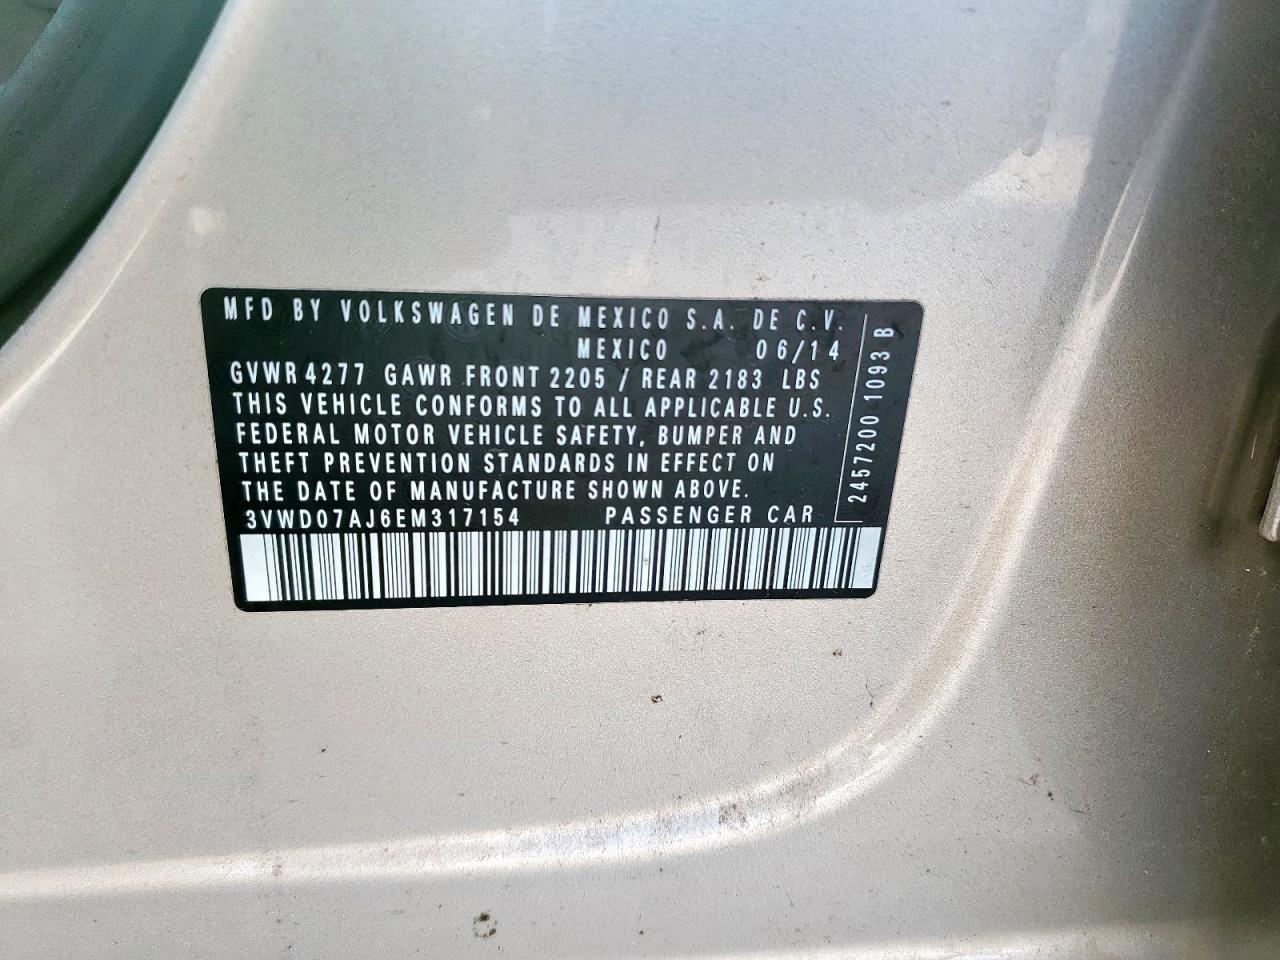 MFD BY VOLKSWAGEN DE MEXICO S.A. DE C.V.
MEXICO 06/14
GVWR 4277 GAWR FRONT 2205 / REAR 2183 LBS
THIS VEHICLE CONFORMS TO ALL APPLICABLE U.S.
FEDERAL MOTOR VEHICLE SAFETY, BUMPER AND
THEFT PREVENTION STANDARDS IN EFFECT ON
THE DATE OF MANUFACTURE SHOWN ABOVE.
3VWD07AJ6EM317154 PASSENGER CAR
2457200 1093 B